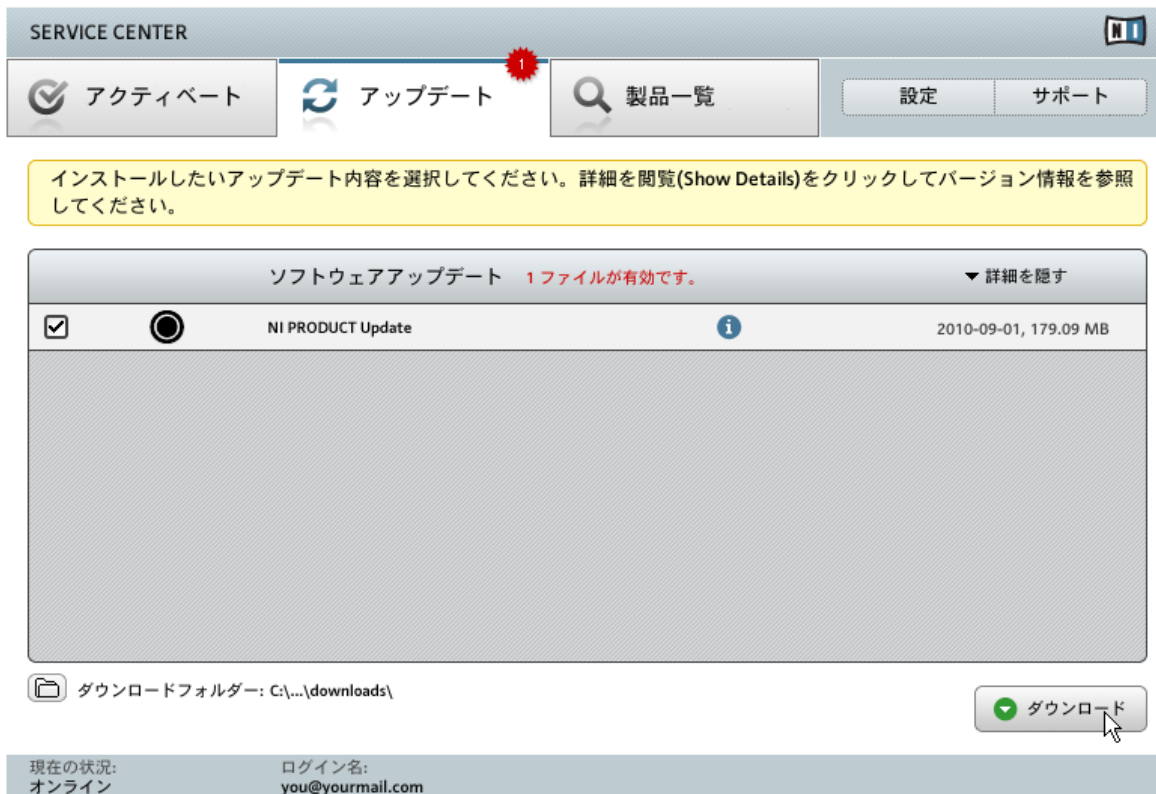 SERVICE CENTER
NI
アクティベート
アップデート
1
製品一覧
設定
サポート
インストールしたいアップデート内容を選択してください。詳細を閲覧(Show Details)をクリックしてバージョン情報を参照
してください。
ソフトウェアアップデート
1 ファイルが有効です。
詳細を隠す
NI PRODUCT Update
i
2010-09-01, 179.09 MB
ダウンロードフォルダー: C:\...\downloads\
ダウンロード
現在の状況:
オンライン
ログイン名:
you@yourmail.com